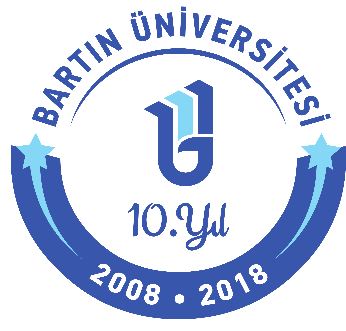 BARTIN ÜNİVERSİTESİ
10.Yıl
2008 • 2018